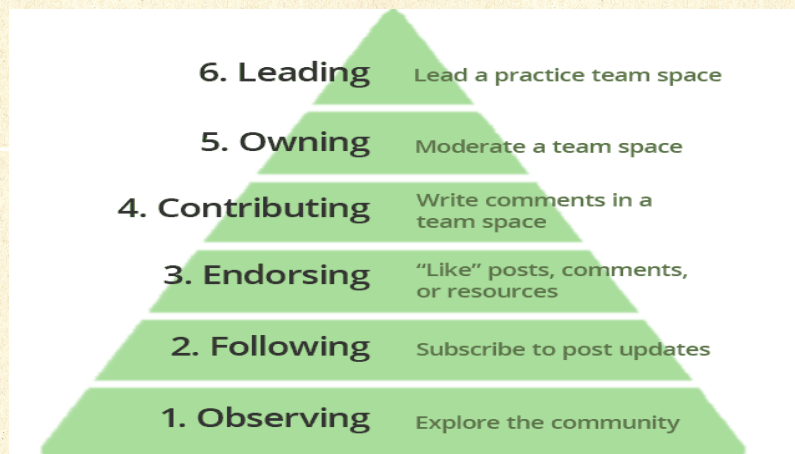 6. Leading
Lead a practice team space
5. Owning
Moderate a team space
4. Contributing
Write comments in a
team space
3. Endorsing
“Like” posts, comments,
or resources
2. Following
Subscribe to post updates
1. Observing
Explore the community